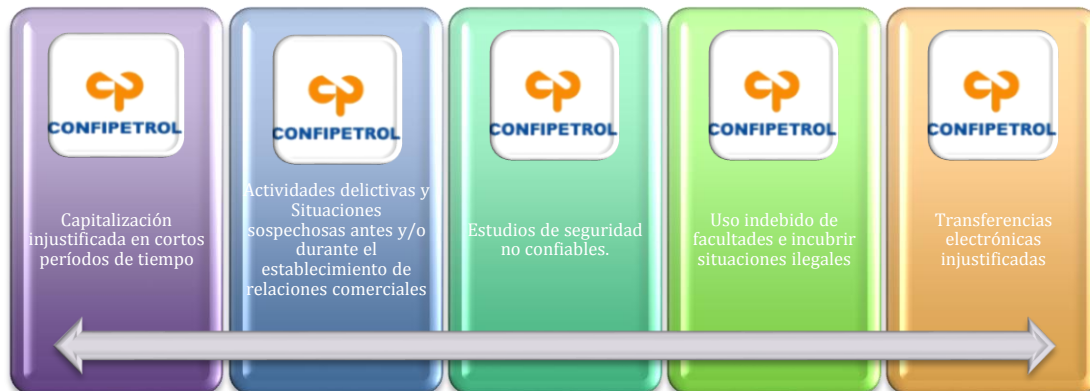 CONFIPETROL
Capitalización
injustificada en cortos
períodos de tiempo
CONFIPETROL
Actividades delictivas y
Situaciones
sospechosas antes y/o
durante el
establecimiento de
relaciones comerciales
CONFIPETROL
Estudios de seguridad
no confiables.
CONFIPETROL
Uso indebido de
facultades e incubrir
situaciones ilegales
CONFIPETROL
Transferencias
electrónicas
injustificadas